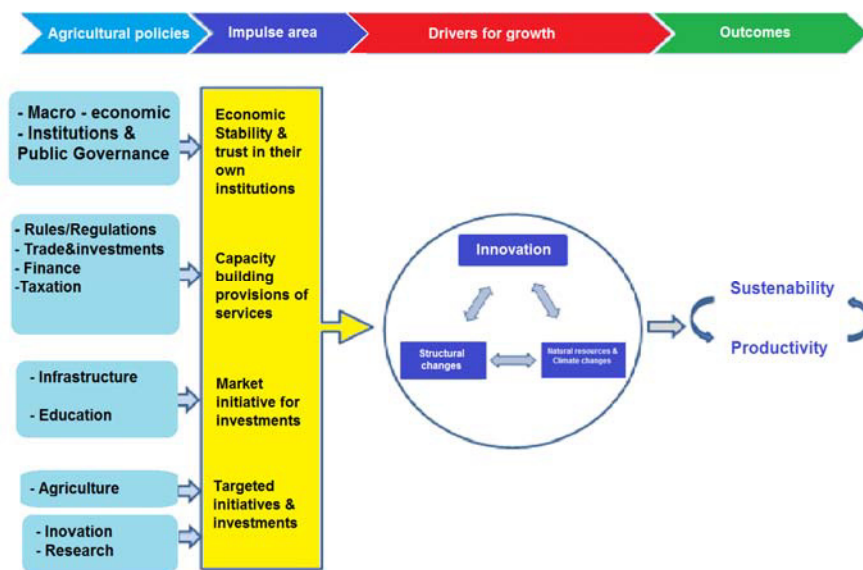 Agricultural policies
Impulse area
Drivers for growth
Outcomes
- Macro - economic
- Institutions &
Public Governance
- Rules/Regulations
- Trade&investments
- Finance
-Taxation
- Infrastructure
- Education
- Agriculture
- Inovation
- Research
Economic
Stability &
trust in their
own
institutions
Capacity
building
provisions of
services
Market
initiative for
investments
Targeted
initiatives &
investments
Innovation
Structural
changes
Natural resources &
Climate changes
Sustenability
Productivity